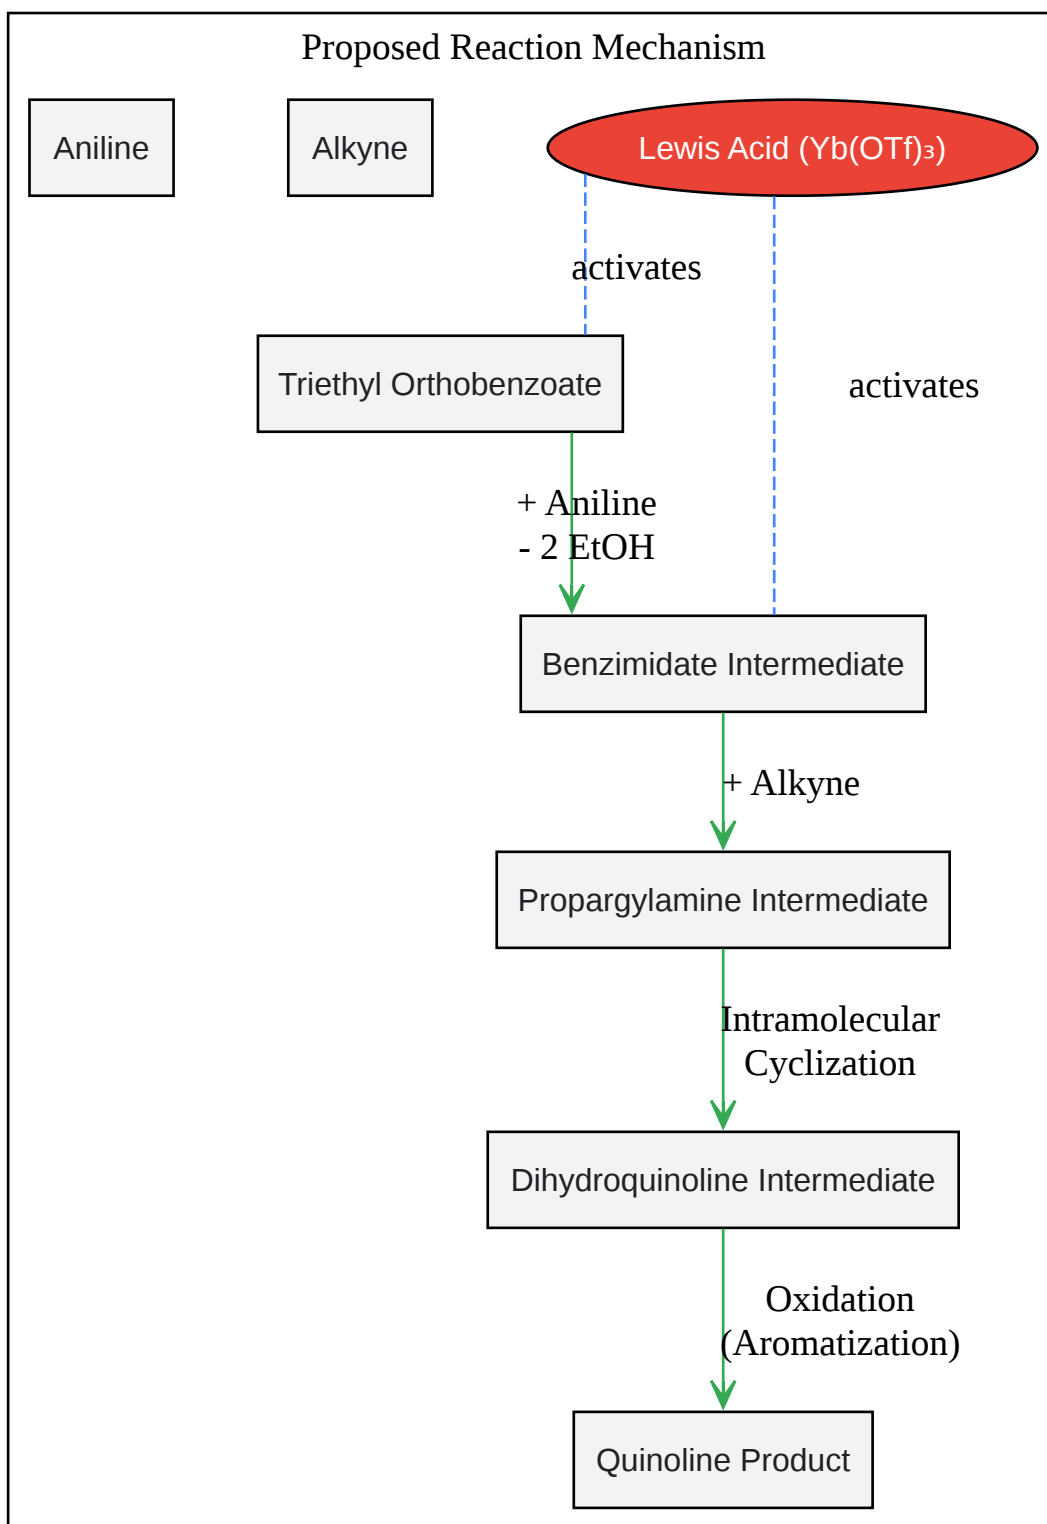 Proposed Reaction Mechanism
Aniline
Alkyne
Lewis Acid (Yb(OTf)₃)
activates
Triethyl Orthobenzoate
activates
+ Aniline
- 2 EtOH
Benzimidate Intermediate
+ Alkyne
Propargylamine Intermediate
Intramolecular
Cyclization
Dihydroquinoline Intermediate
Oxidation
(Aromatization)
Quinoline Product